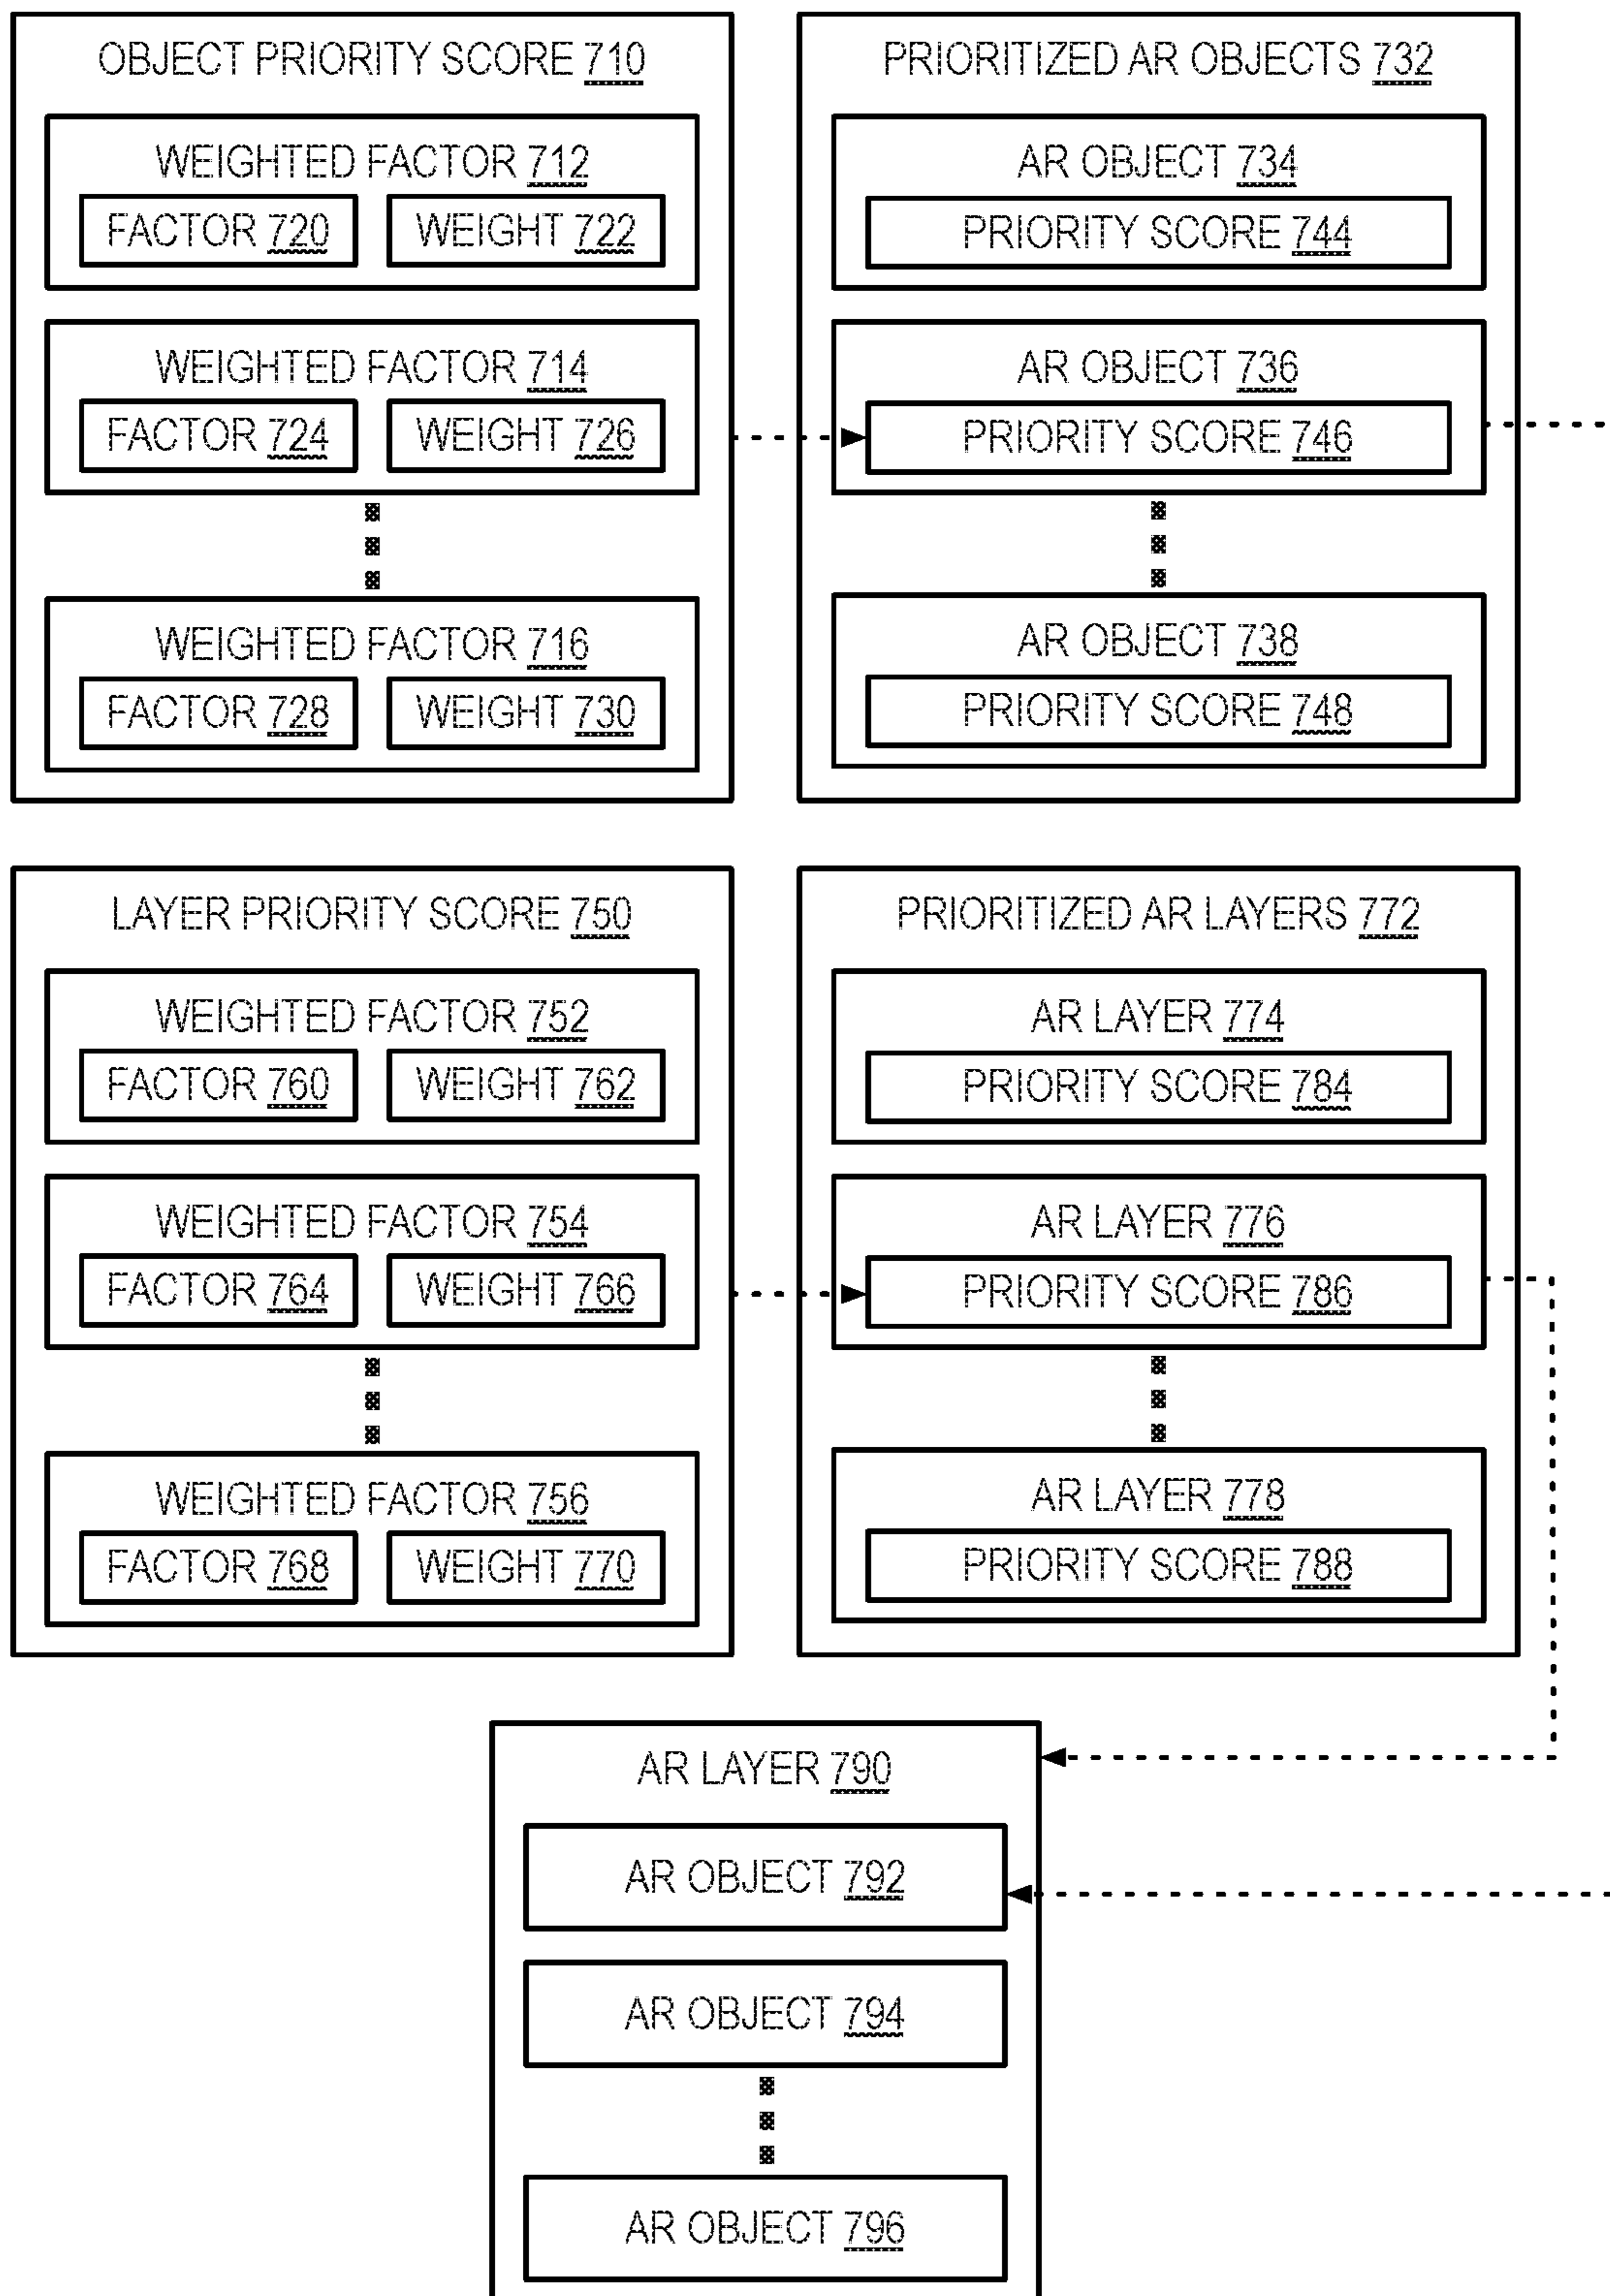 OBJECT PRIORITY SCORE 710
WEIGHTED FACTOR 712
FACTOR 720
WEIGHT 722
WEIGHTED FACTOR 714
FACTOR 724
WEIGHT 726
WEIGHTED FACTOR 716
FACTOR 728
WEIGHT 730
PRIORITIZED AR OBJECTS 732
AR OBJECT 734
PRIORITY SCORE 744
AR OBJECT 736
PRIORITY SCORE 746
AR OBJECT 738
PRIORITY SCORE 748
LAYER PRIORITY SCORE 750
WEIGHTED FACTOR 752
FACTOR 760
WEIGHT 762
WEIGHTED FACTOR 754
FACTOR 764
WEIGHT 766
WEIGHTED FACTOR 756
FACTOR 768
WEIGHT 770
PRIORITIZED AR LAYERS 772
AR LAYER 774
PRIORITY SCORE 784
AR LAYER 776
PRIORITY SCORE 786
AR LAYER 778
PRIORITY SCORE 788
AR LAYER 790
AR OBJECT 792
AR OBJECT 794
AR OBJECT 796